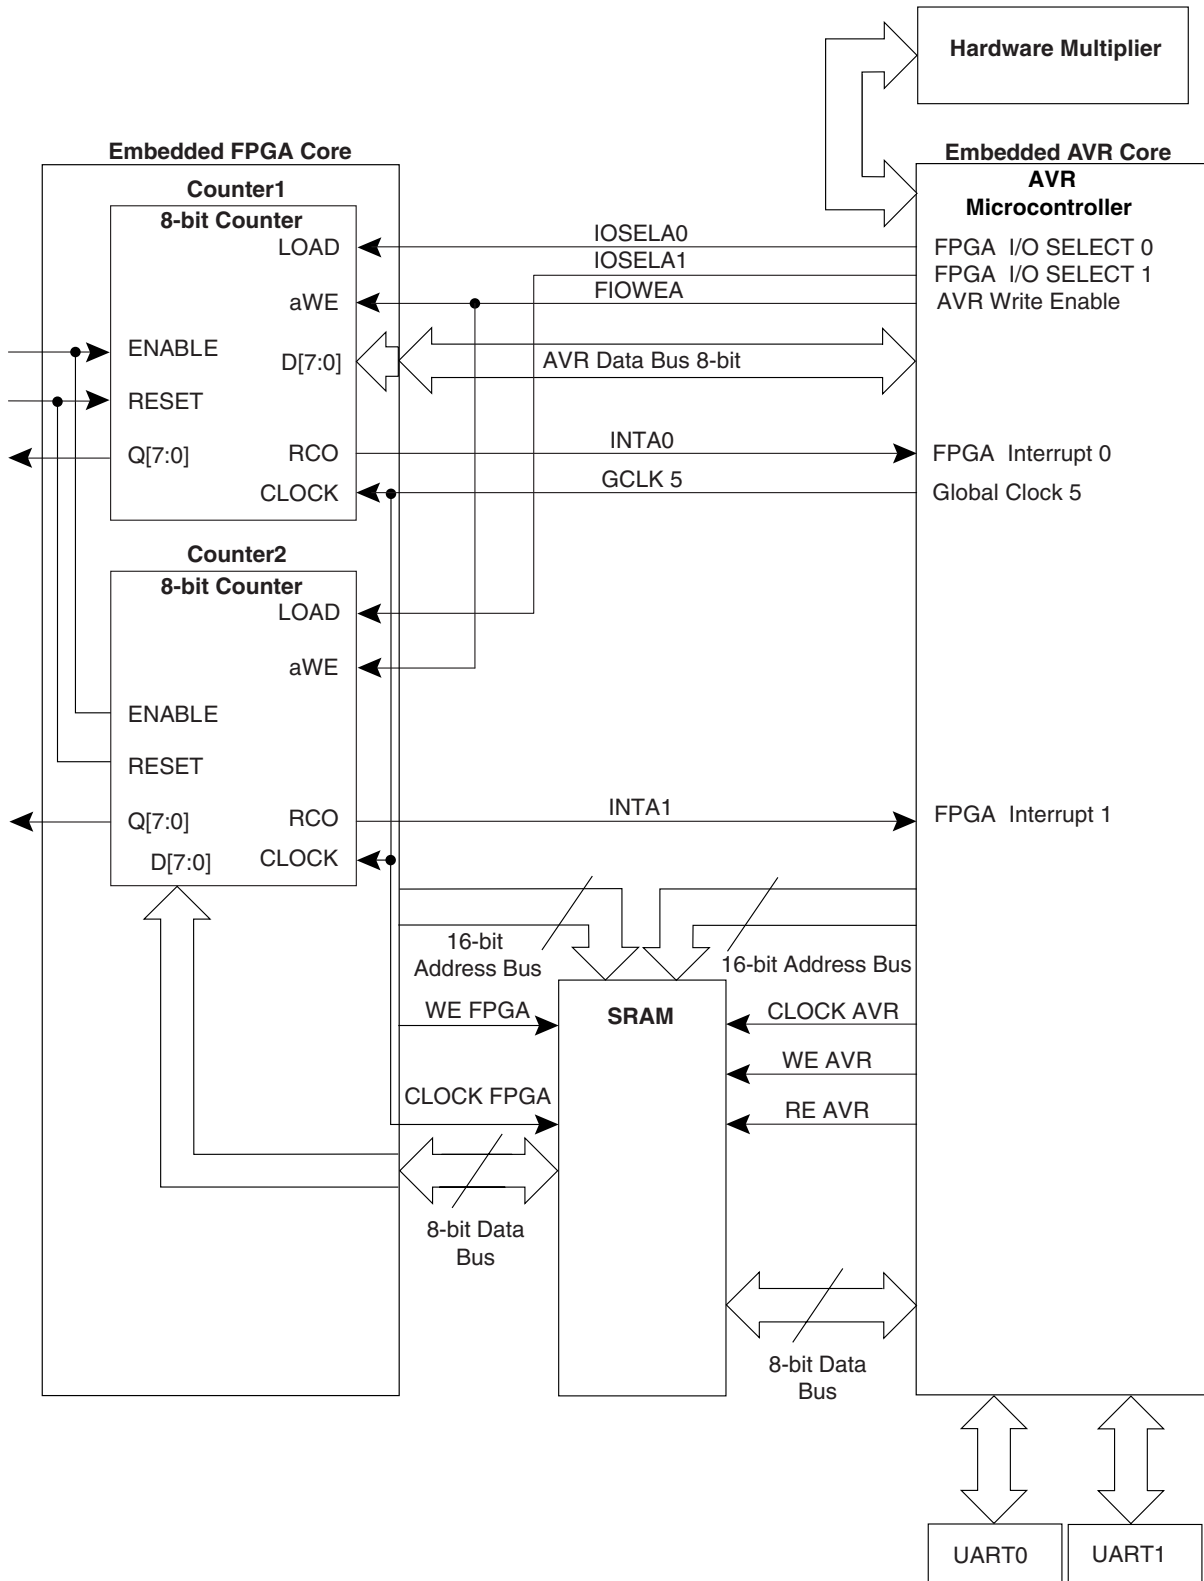 Hardware Multiplier
Embedded FPGA Core
Embedded AVR Core
Counter1
8-bit Counter
AVR
Microcontroller
LOAD
IOSELA0
FPGA I/O SELECT 0
IOSELA1
FPGA I/O SELECT 1
aWE
FIOWEA
AVR Write Enable
ENABLE
D[7:0]
AVR Data Bus 8-bit
RESET
Q[7:0]
RCO
INTA0
FPGA Interrupt 0
CLOCK
GCLK 5
Global Clock 5
Counter2
8-bit Counter
LOAD
aWE
ENABLE
RESET
Q[7:0]
RCO
INTA1
FPGA Interrupt 1
D[7:0]
CLOCK
16-bit
Address Bus
16-bit Address Bus
WE FPGA
SRAM
CLOCK AVR
WE AVR
CLOCK FPGA
RE AVR
8-bit Data
Bus
8-bit Data
Bus
UART0
UART1